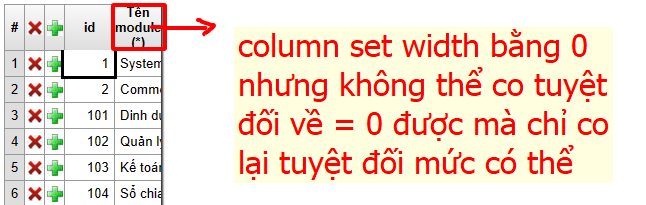 # id Tên
module
(*)
1 1 System
2 2 Comm
3 101 Dinh dư
4 102 Quản lý
5 103 Kế toán
6 104 Sổ chia
column set width bằng 0
nhưng không thể co tuyệt
đối về = 0 được mà chỉ co
lại tuyệt đối mức có thể